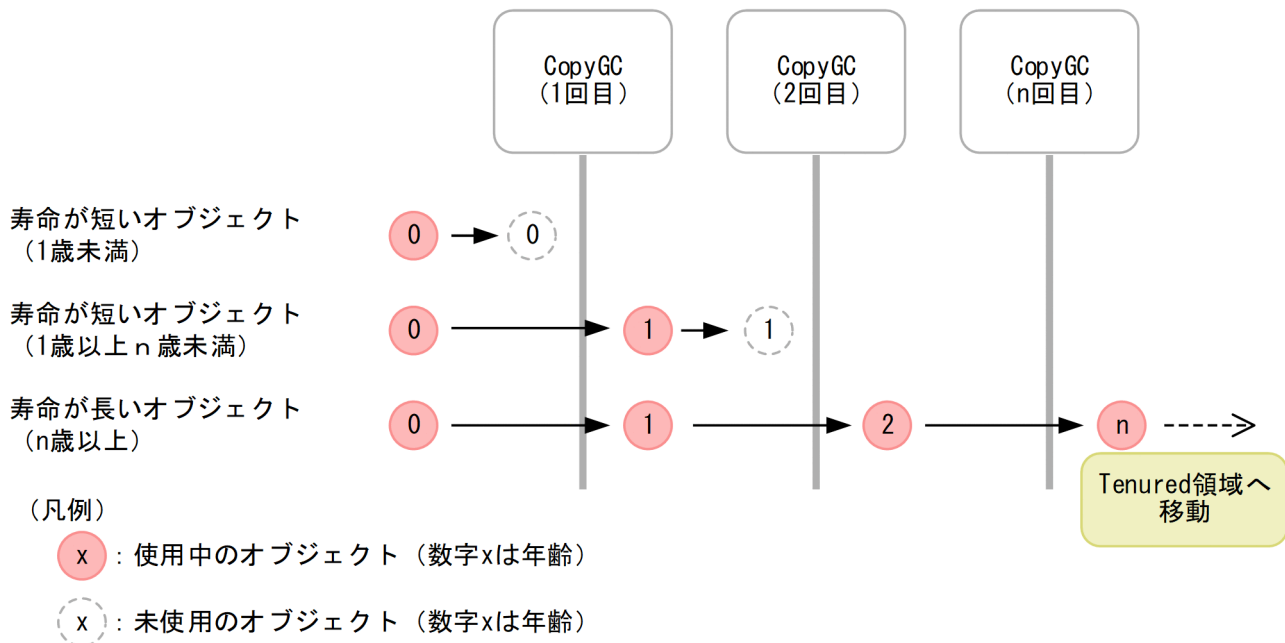 CopyGC
(1回目)
CopyGC
(2回目)
CopyGC
(n回目)
寿命が短いオブジェクト
(1歳未満)
0
0
寿命が短いオブジェクト
(1歳以上n歳未満)
0
1
1
寿命が長いオブジェクト
(n歳以上)
0
1
2
n
Tenured領域へ
移動
(凡例)
x:使用中のオブジェクト(数字xは年齢)
x:未使用のオブジェクト(数字xは年齢)